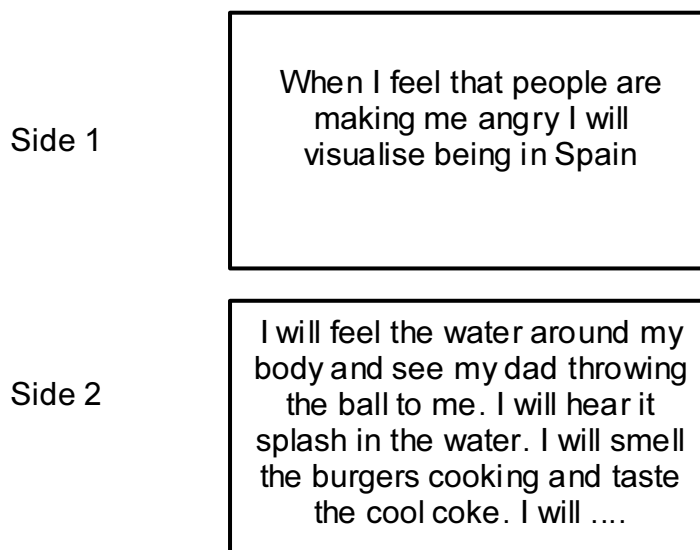 Side 1
When I feel that people are
making me angry I will
visualise being in Spain
Side 2
I will feel the water around my
body and see my dad throwing
the ball to me. I will hear it
splash in the water. I will smell
the burgers cooking and taste
the cool coke. I will ....